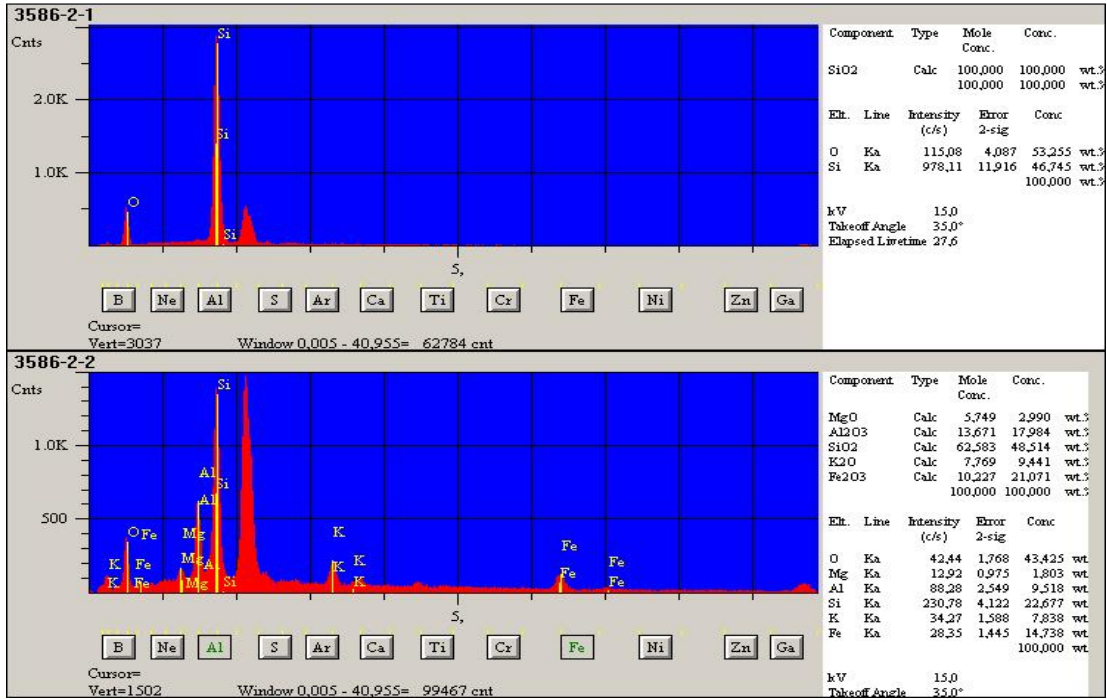 3586-2-1
Cnts
2.0K
1.0K
Si
Si
O
Si
5,
B Ne Al S Ar Ca Ti Cr Fe Ni Zn Ga
Cursor=
Vert=3037 Window 0,005 - 40,955= 62784 cnt
Component Type Mole Conc.
Conc.
SiO2 Calc 100,000 100,000 wt.%
100,000 100,000 wt.%
Elt. Line Intensity Error Conc
(c/s) 2-sig
O Ka 115,08 4,087 53,255 wt.%
Si Ka 978,11 11,916 46,745 wt.%
100,000 wt.%
kV 15,0
Takeoff Angle 35,0°
Elapsed Livetime 27,6
3586-2-2
Cnts
1.0K
500
Si
Al
Al Si
O Fe Mg K Fe
K Fe Mg Al K K Fe Fe
K Fe Mg Si K Fe
5,
B Ne Al S Ar Ca Ti Cr Fe Ni Zn Ga
Cursor=
Vert=1502 Window 0,005 - 40,955= 99467 cnt
Component Type Mole Conc.
Conc.
MgO Calc 5,749 2,990 wt.%
Al2O3 Calc 13,671 17,984 wt.%
SiO2 Calc 62,583 48,514 wt.%
K2O Calc 7,769 9,441 wt.%
Fe2O3 Calc 10,227 21,071 wt.%
100,000 100,000 wt.%
Elt. Line Intensity Error Conc
(c/s) 2-sig
O Ka 42,44 1,768 43,425 wt.
Mg Ka 12,92 0,975 1,803 wt.
Al Ka 88,28 2,549 9,518 wt.
Si Ka 230,78 4,122 22,677 wt.
K Ka 34,27 1,588 7,838 wt.
Fe Ka 28,35 1,445 14,738 wt.
100,000 wt.
kV 15,0
Takeoff Angle 35,0°